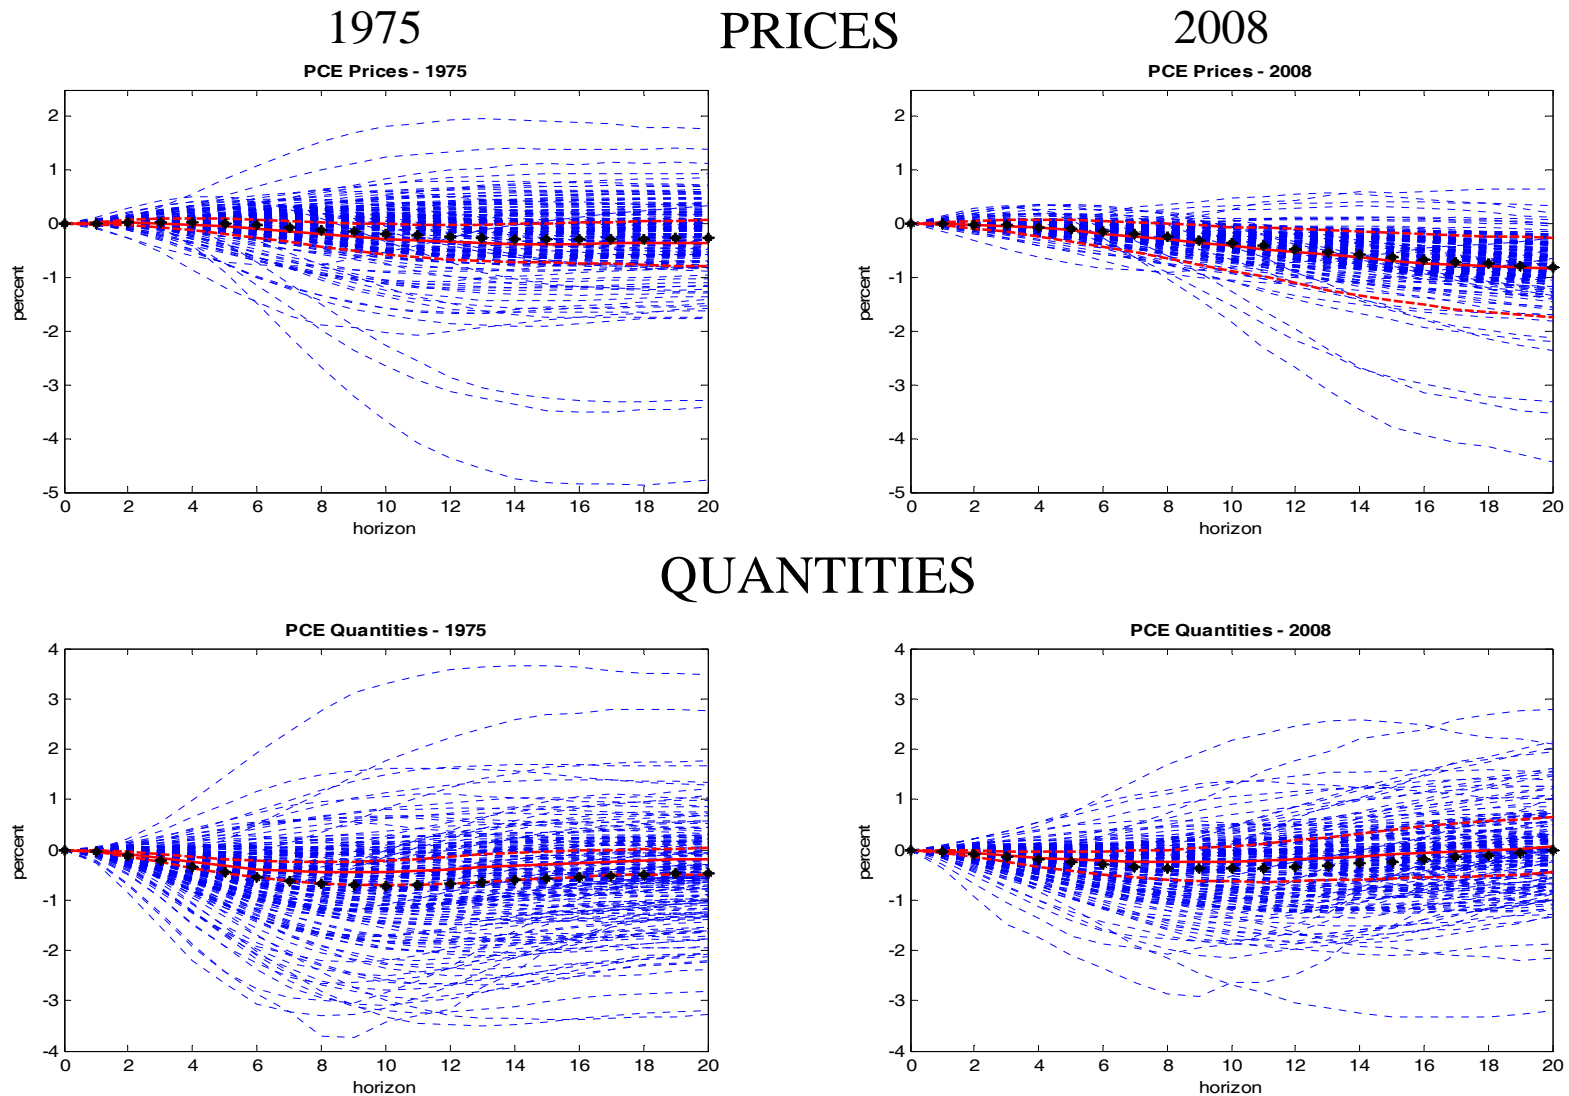 1975 PRICES 2008
PCE Prices - 1975
PCE Prices - 2008
percent
2
1
0
-1
-2
-3
-4
-5
0 2 4 6 8 10 12 14 16 18 20
horizon
percent
2
1
0
-1
-2
-3
-4
-5
0 2 4 6 8 10 12 14 16 18 20
horizon
QUANTITIES
PCE Quantities - 1975
PCE Quantities - 2008
percent
4
3
2
1
0
-1
-2
-3
-4
0 2 4 6 8 10 12 14 16 18 20
horizon
percent
4
3
2
1
0
-1
-2
-3
-4
0 2 4 6 8 10 12 14 16 18 20
horizon